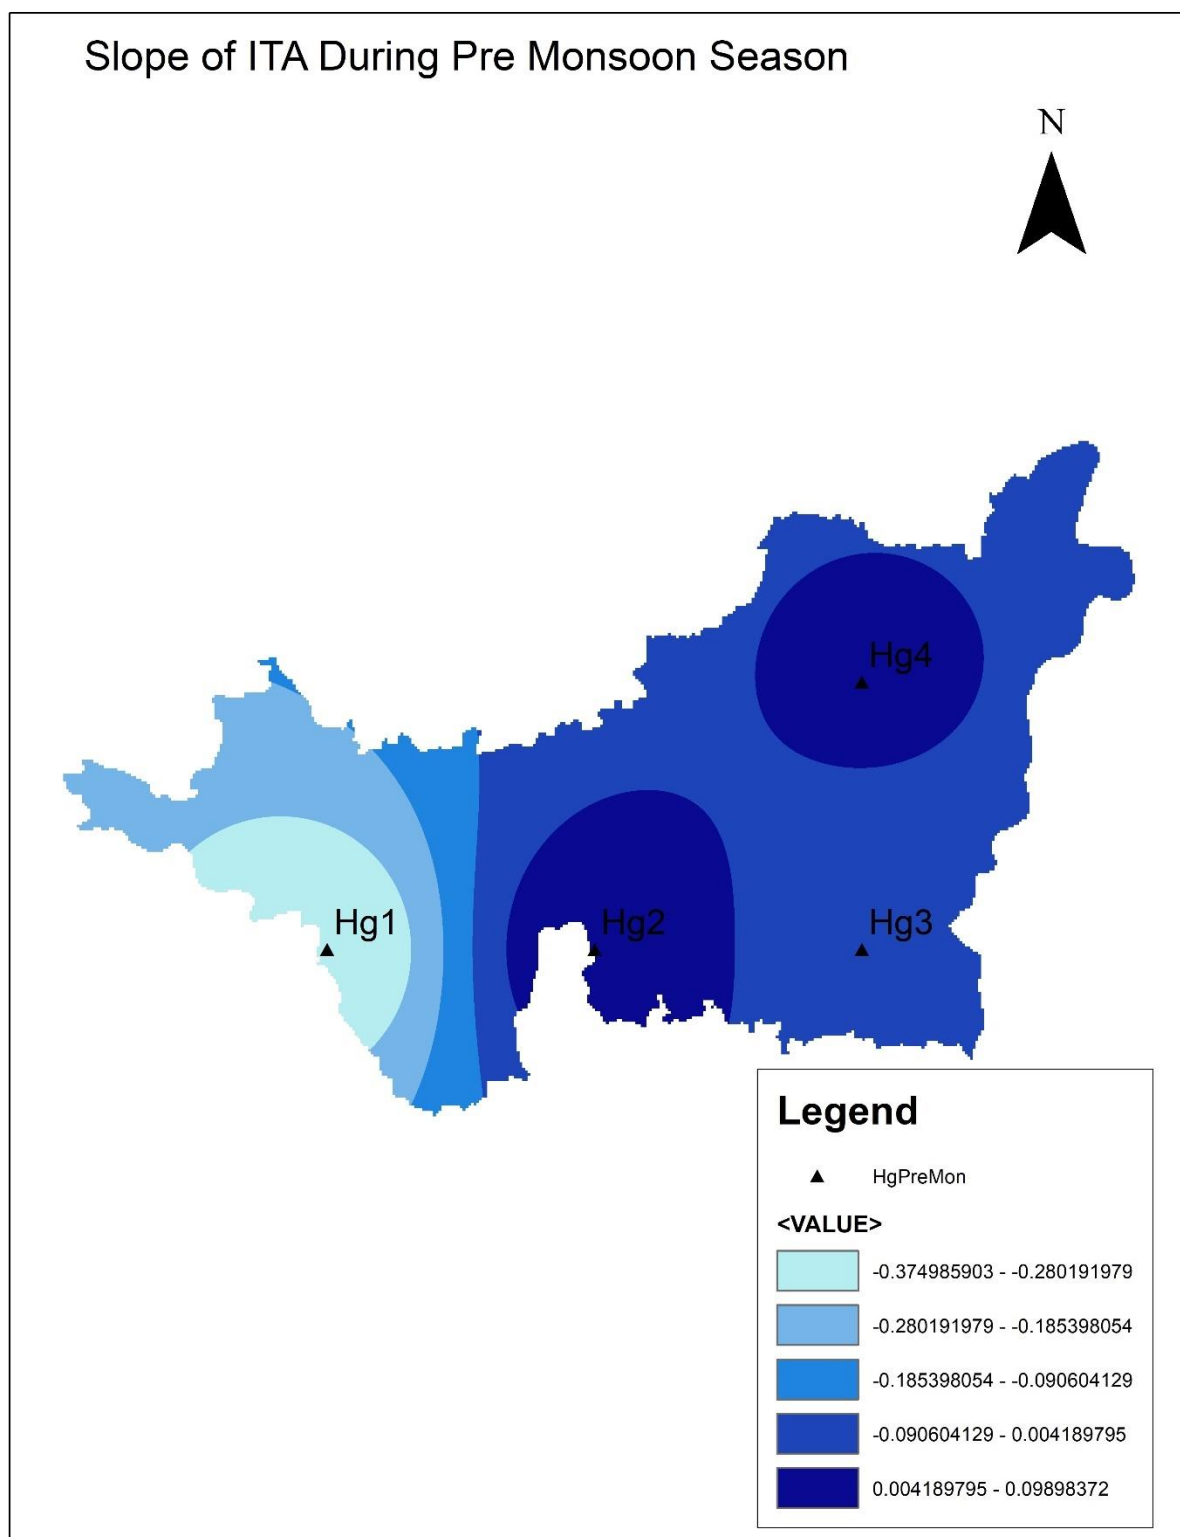 Slope of ITA During Pre Monsoon Season
N
Hg4
Hg1
Hg2
Hg3
Legend
HgPreMon
<VALUE>
-0.374985903 - -0.280191979
-0.280191979 - -0.185398054
-0.185398054 - -0.090604129
-0.090604129 - 0.004189795
0.004189795 - 0.09898372